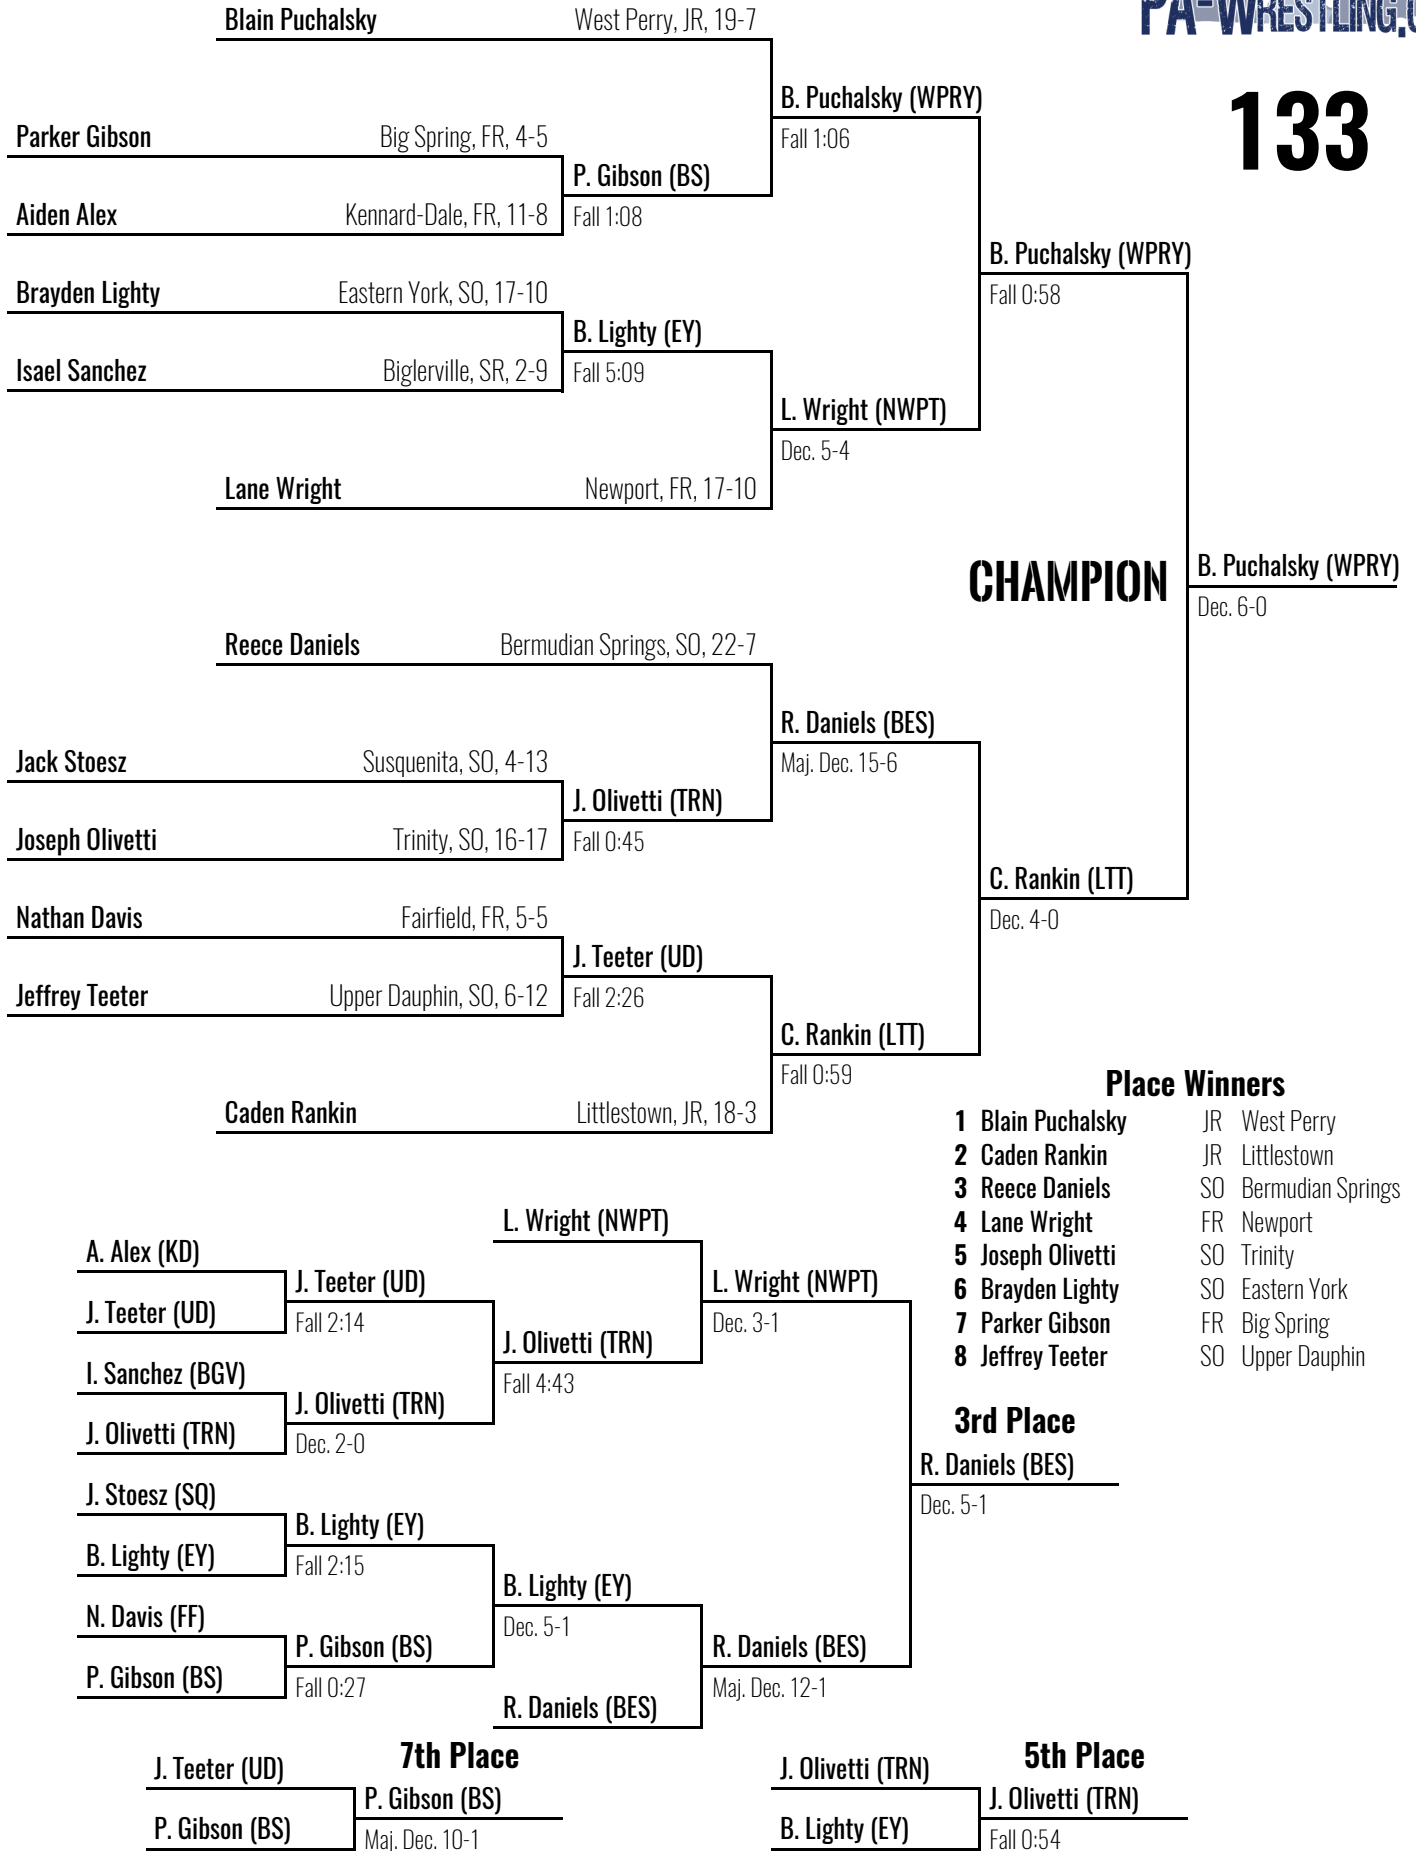 PA-WRESTLING.
133
Blain Puchalsky West Perry, JR, 19-7
B. Puchalsky (WPRY)
Fall 1:06
Parker Gibson Big Spring, FR, 4-5
P. Gibson (BS)
Fall 1:08
Aiden Alex Kennard-Dale, FR, 11-8
B. Puchalsky (WPRY)
Fall 0:58
Brayden Lighty Eastern York, SO, 17-10
B. Lighty (EY)
Fall 5:09
Isael Sanchez Biglerville, SR, 2-9
L. Wright (NWPT)
Dec. 5-4
Lane Wright Newport, FR, 17-10
CHAMPION
B. Puchalsky (WPRY)
Dec. 6-0
Reece Daniels Bermudian Springs, SO, 22-7
R. Daniels (BES)
Maj. Dec. 15-6
Jack Stoesz Susquenita, SO, 4-13
J. Olivetti (TRN)
Fall 0:45
Joseph Olivetti Trinity, SO, 16-17
C. Rankin (LTT)
Dec. 4-0
Nathan Davis Fairfield, FR, 5-5
J. Teeter (UD)
Fall 2:26
Jeffrey Teeter Upper Dauphin, SO, 6-12
C. Rankin (LTT)
Fall 0:59
Caden Rankin Littlestown, JR, 18-3
Place Winners
1 Blain Puchalsky JR West Perry
2 Caden Rankin JR Littlestown
3 Reece Daniels SO Bermudian Springs
4 Lane Wright FR Newport
5 Joseph Olivetti SO Trinity
6 Brayden Lighty SO Eastern York
7 Parker Gibson FR Big Spring
8 Jeffrey Teeter SO Upper Dauphin
L. Wright (NWPT)
A. Alex (KD)
J. Teeter (UD)
Fall 2:14
J. Teeter (UD)
L. Wright (NWPT)
Dec. 3-1
J. Olivetti (TRN)
Fall 4:43
I. Sanchez (BGV)
J. Olivetti (TRN)
Dec. 2-0
J. Olivetti (TRN)
3rd Place
R. Daniels (BES)
Dec. 5-1
J. Stoesz (SQ)
B. Lighty (EY)
Fall 2:15
B. Lighty (EY)
B. Lighty (EY)
Dec. 5-1
N. Davis (FF)
P. Gibson (BS)
Fall 0:27
P. Gibson (BS)
R. Daniels (BES)
Maj. Dec. 12-1
R. Daniels (BES)
7th Place
J. Teeter (UD)
P. Gibson (BS)
P. Gibson (BS)
Maj. Dec. 10-1
5th Place
J. Olivetti (TRN)
J. Olivetti (TRN)
B. Lighty (EY)
Fall 0:54